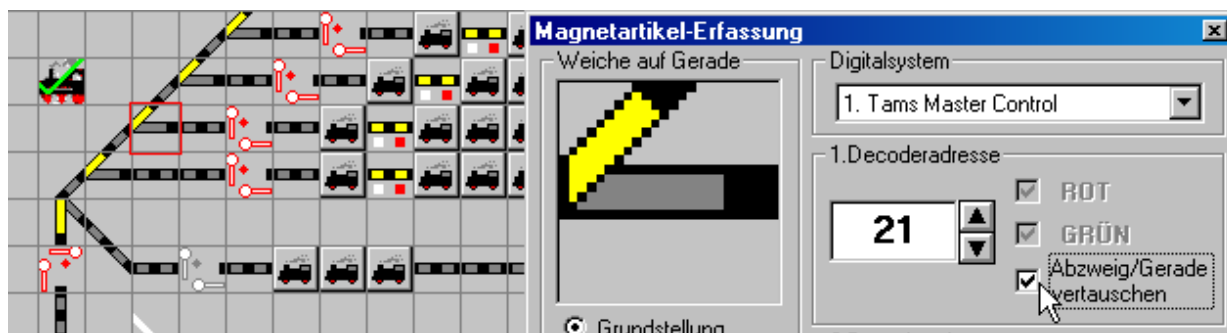 Magnetartikel-Erfassung
Weiche auf Gerade
Digitalsystem
1. Tams Master Control
1.Decoderadresse
21
ROT
GRÜN
Abzweig/Gerade
vertauschen
Grundstellung